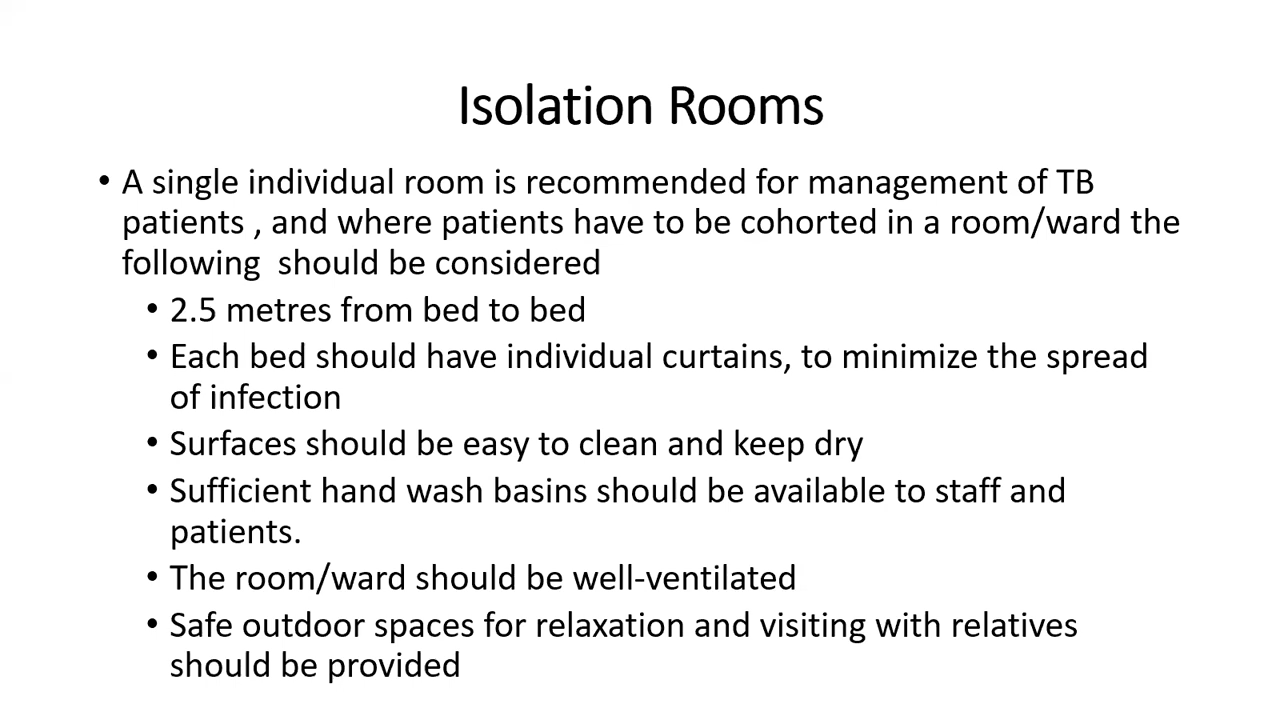 Isolation Rooms
• A single individual room is recommended for management of TB
patients , and where patients have to be cohorted in a room/ward the
following  should be considered
• 2.5 metres from bed to bed
• Each bed should have individual curtains, to minimize the spread
of infection
• Surfaces should be easy to clean and keep dry
• Sufficient hand wash basins should be available to staff and
patients.
• The room/ward should be well-ventilated
• Safe outdoor spaces for relaxation and visiting with relatives
should be provided